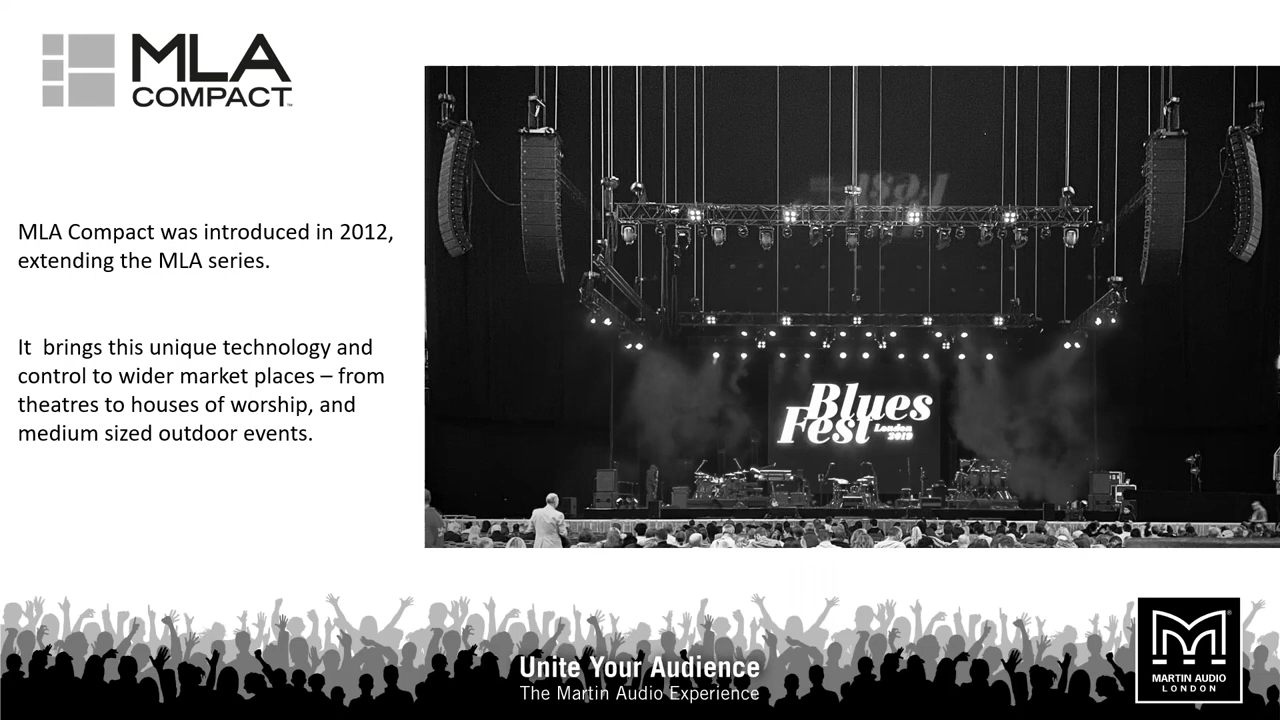 MLA
COMPACT™
MLA Compact was introduced in 2012,
extending the MLA series.
It  brings this unique technology and
control to wider market places – from
theatres to houses of worship, and
medium sized outdoor events.
Blues
Fest
London
2019
Unite Your Audience
The Martin Audio Experience
M®
MARTIN AUDIO
LONDON